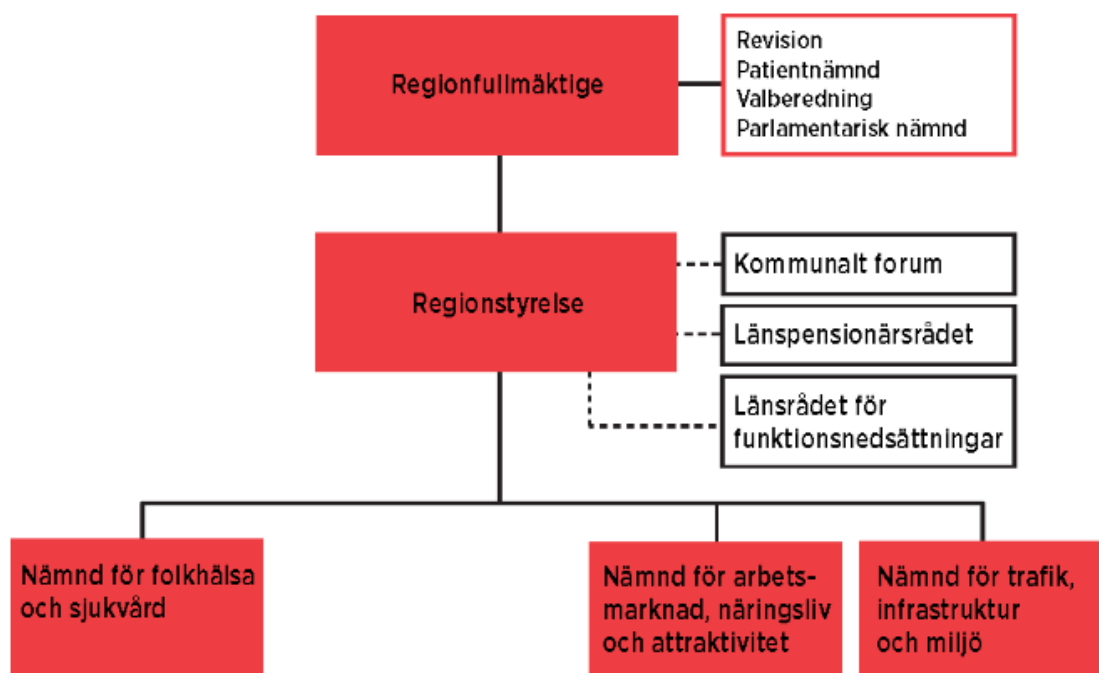 Regionfullmäktige
Revision
Patientnämnd
Valberedning
Parlamentarisk nämnd
Regionstyrelse
Kommunalt forum
Länspensionärsrådet
Länsrådet för
funktionsnedsättningar
Nämnd för folkhälsa
och sjukvård
Nämnd för arbets-
marknad, näringsliv
och attraktivitet
Nämnd för trafik,
infrastruktur
och miljö